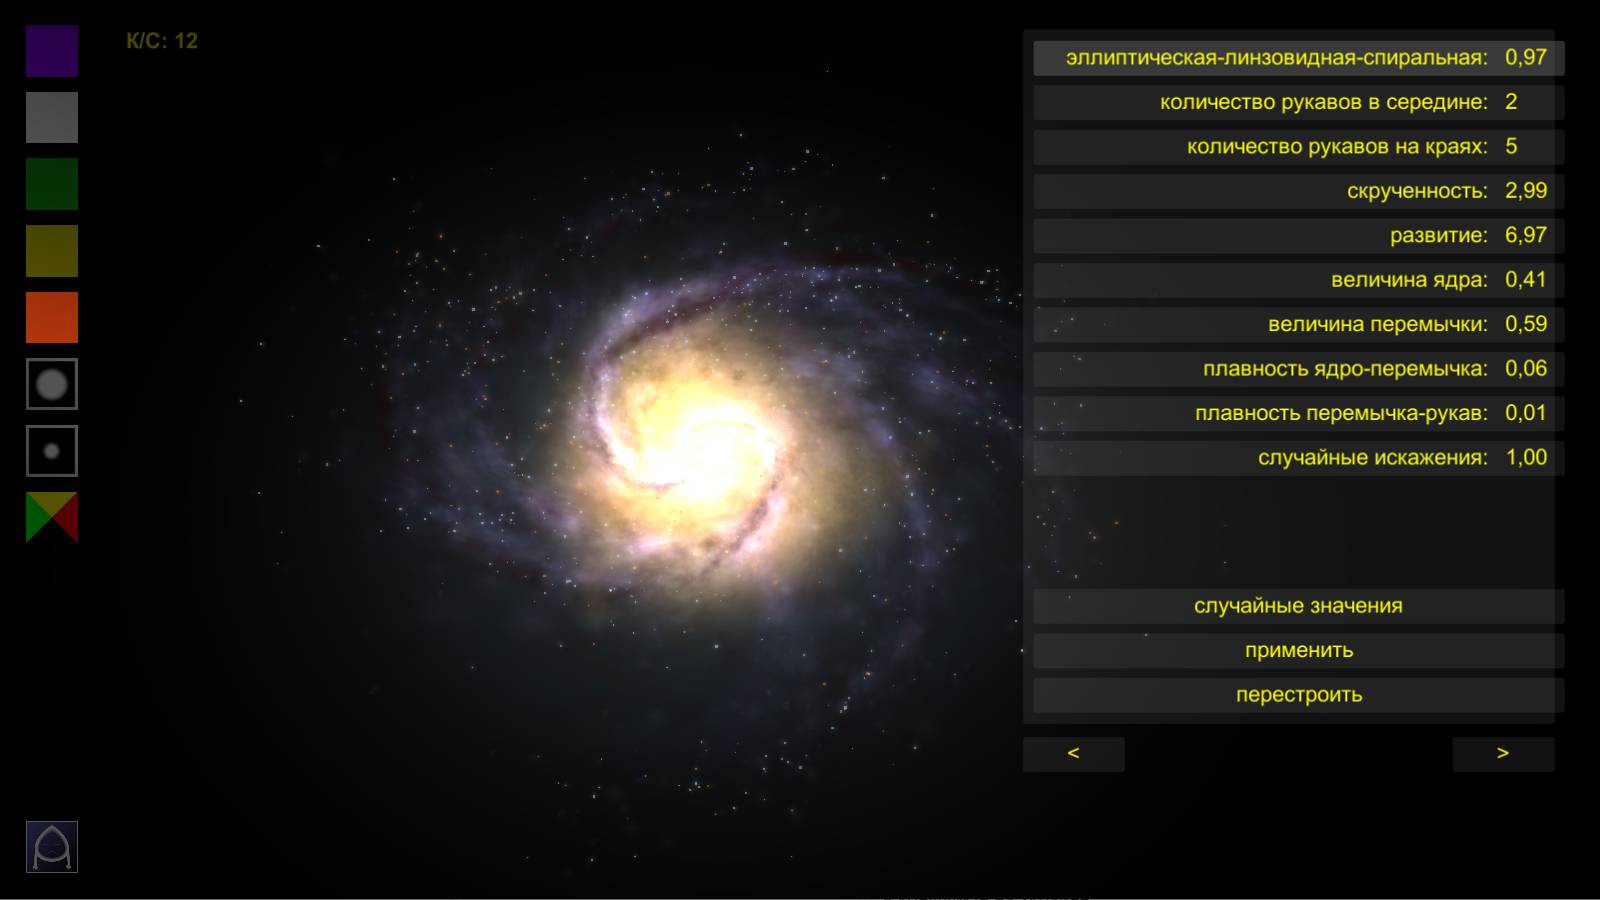 К/С: 12
эллиптическая-линзовидная-спиральная: 0,97
количество рукавов в середине: 2
количество рукавов на краях: 5
скрученность: 2,99
развитие: 6,97
величина ядра: 0,41
величина перемычки: 0,59
плавность ядро-перемычка: 0,06
плавность перемычка-рукав: 0,01
случайные искажения: 1,00
случайные значения
применить
перестроить
< >